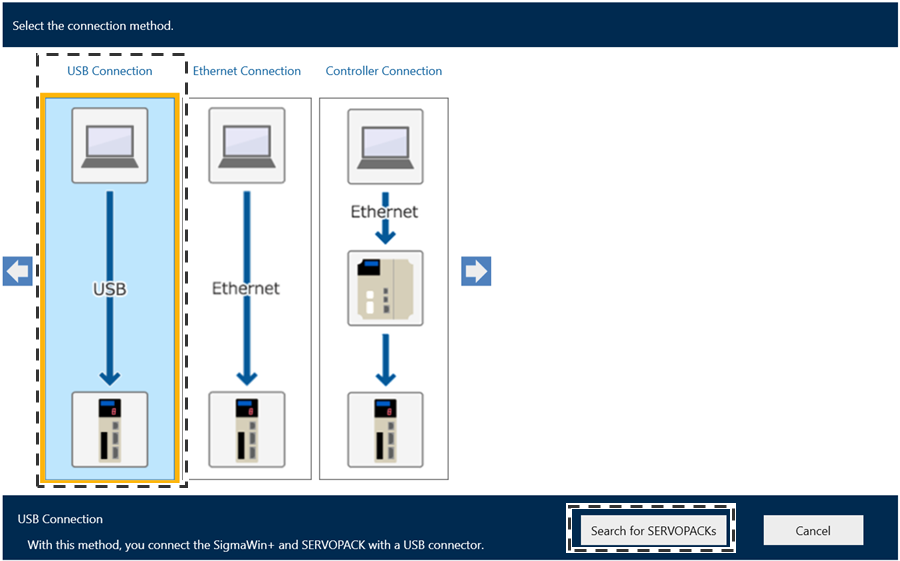 Select the connection method.
USB Connection
Ethernet Connection
Controller Connection
USB
Ethernet
Ethernet
USB Connection
With this method, you connect the SigmaWin+ and SERVOPACK with a USB connector.
Search for SERVOPACKs
Cancel